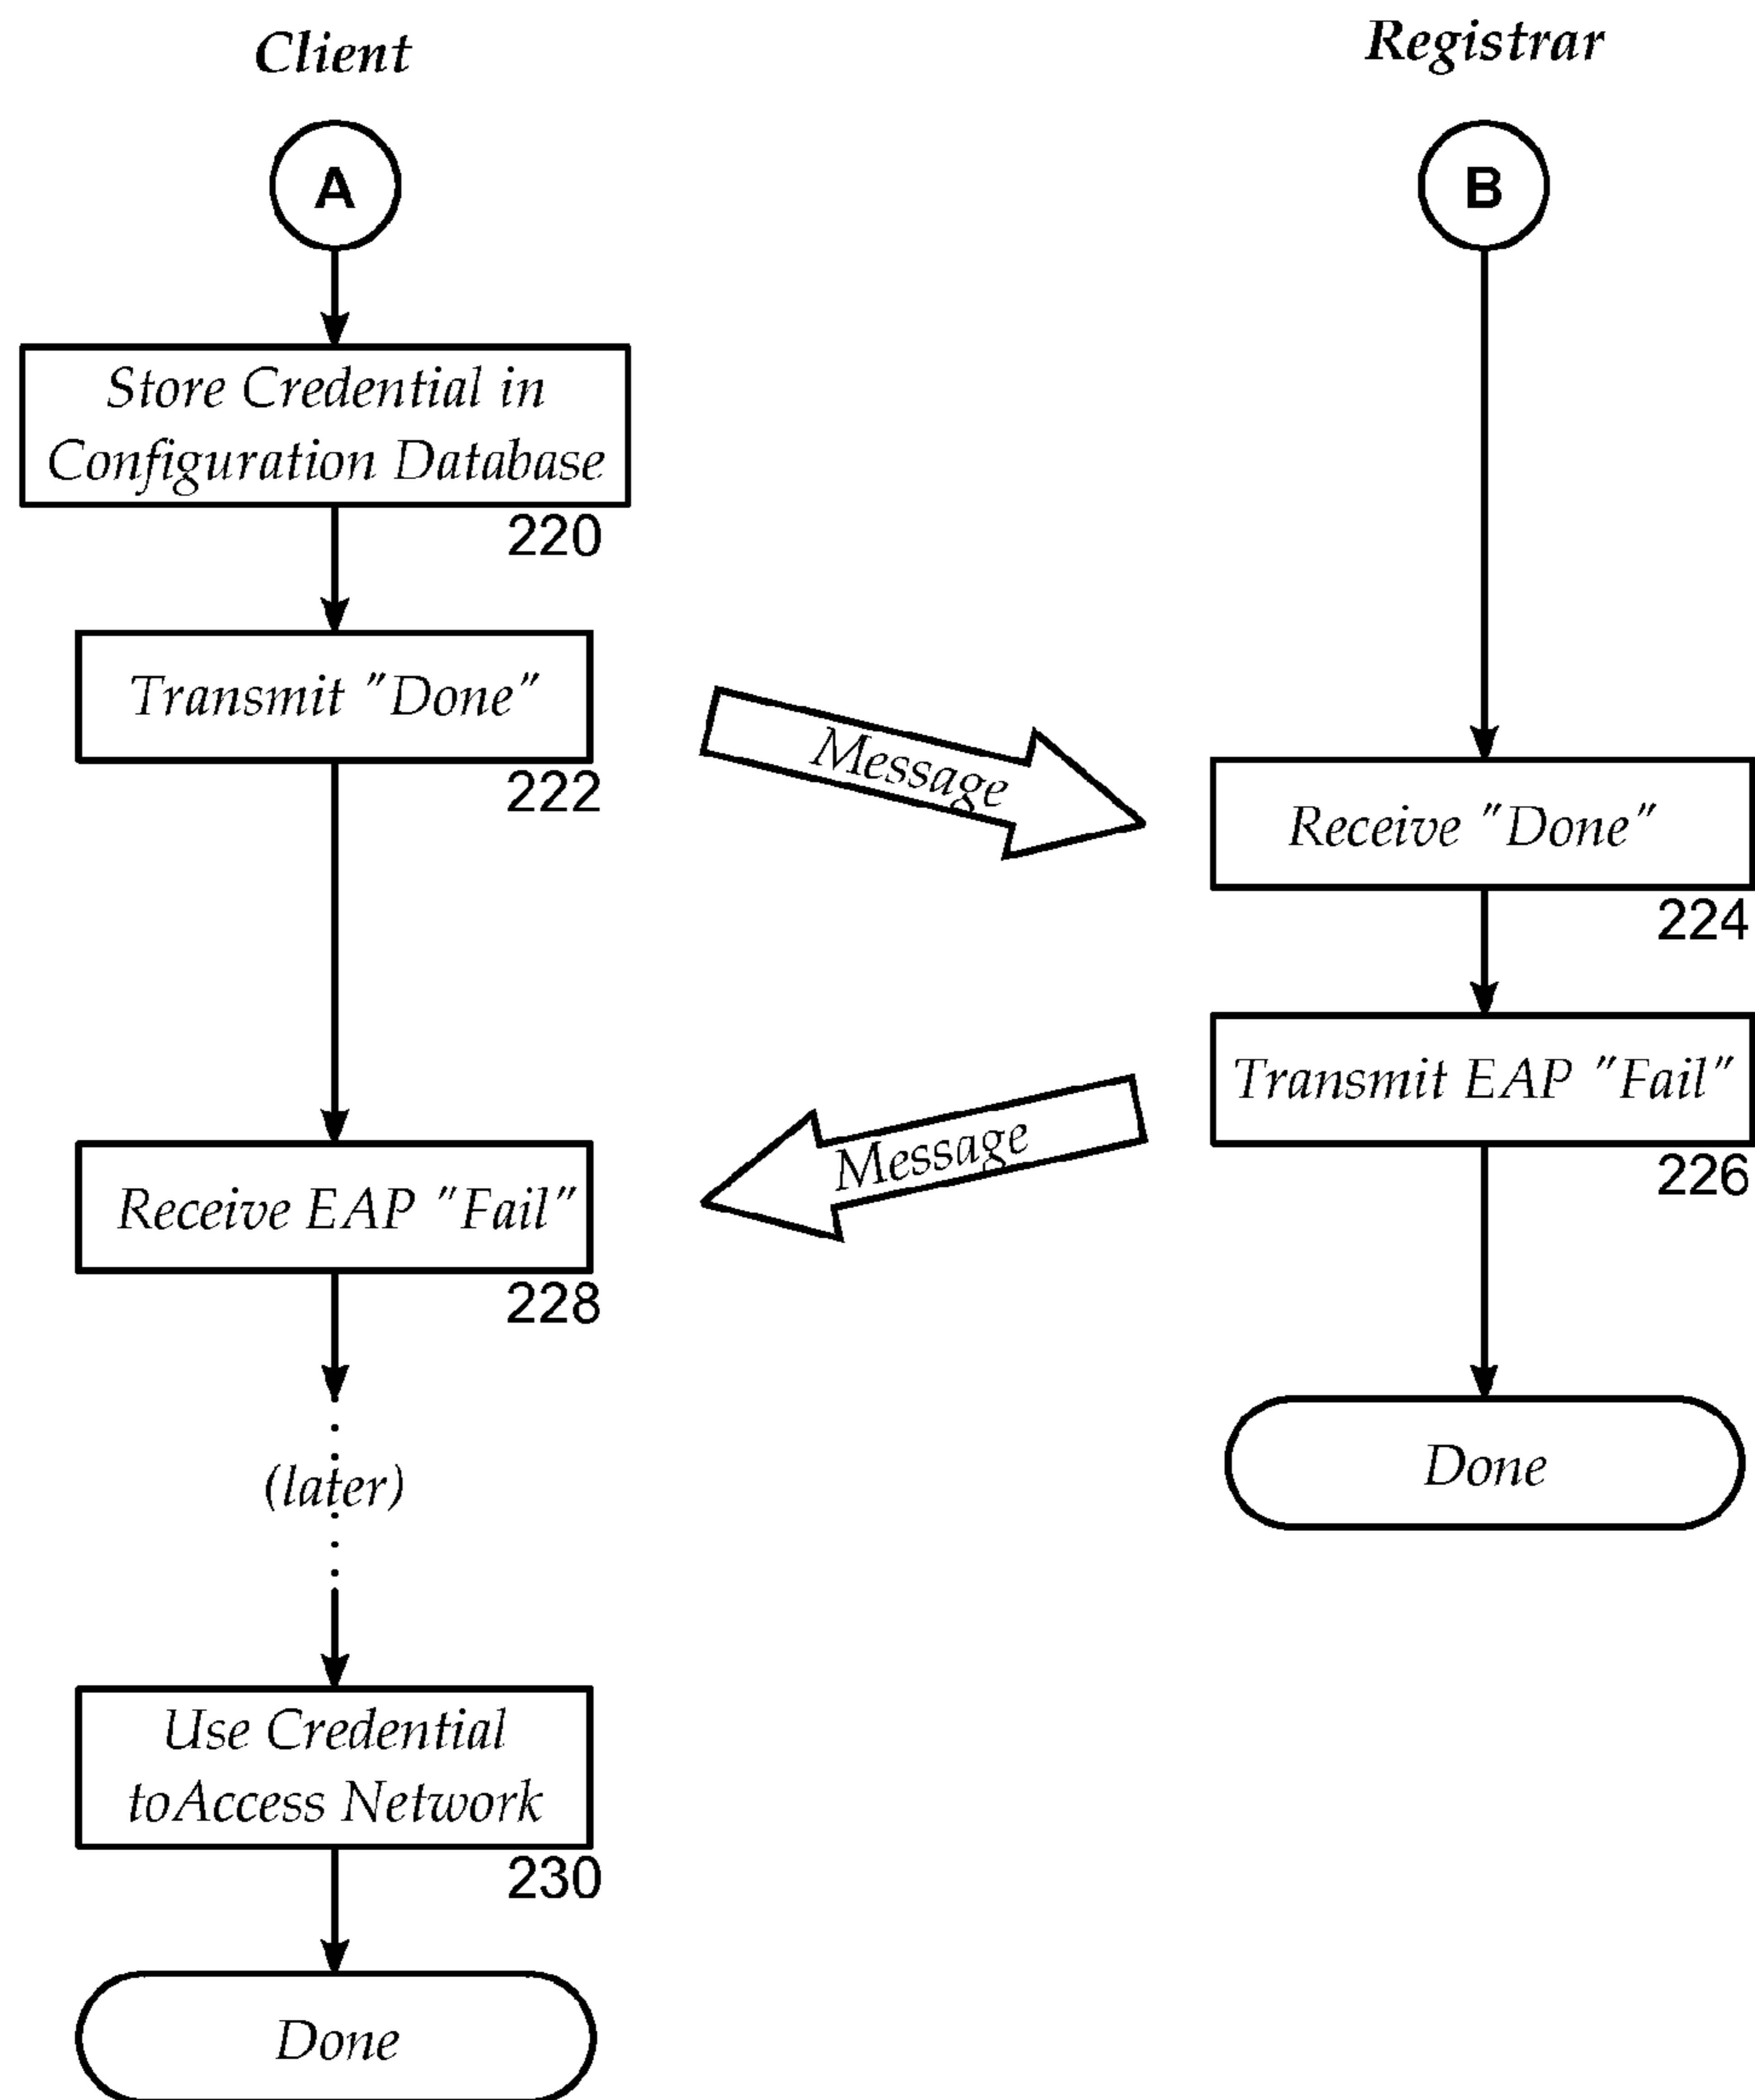 Client
Registrar
A
B
Store Credential in
Configuration Database
220
Transmit "Done"
222
Message
Receive "Done"
224
Transmit EAP "Fail"
226
Message
Receive EAP "Fail"
228
(later)
Done
Use Credential
toAccess Network
230
Done